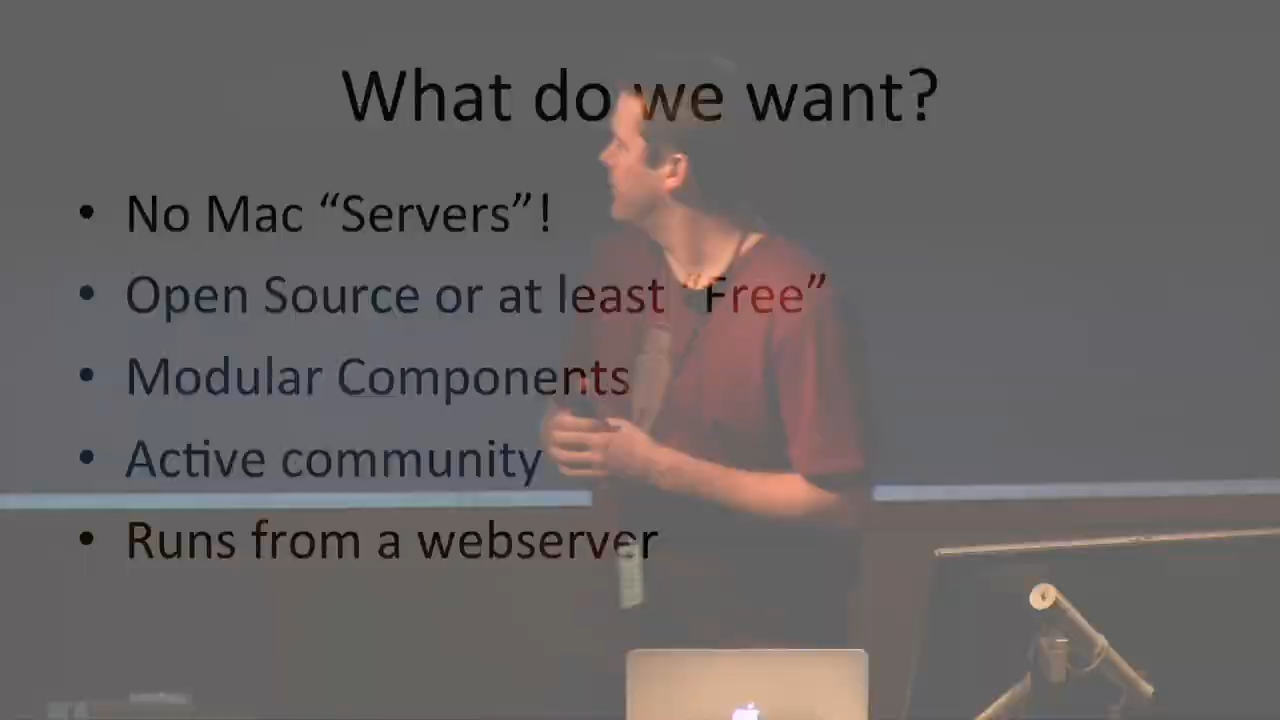 What do we want?
• No Mac “Servers”!
• Open Source or at least “Free”
• Modular Components
• Active community
• Runs from a webserver